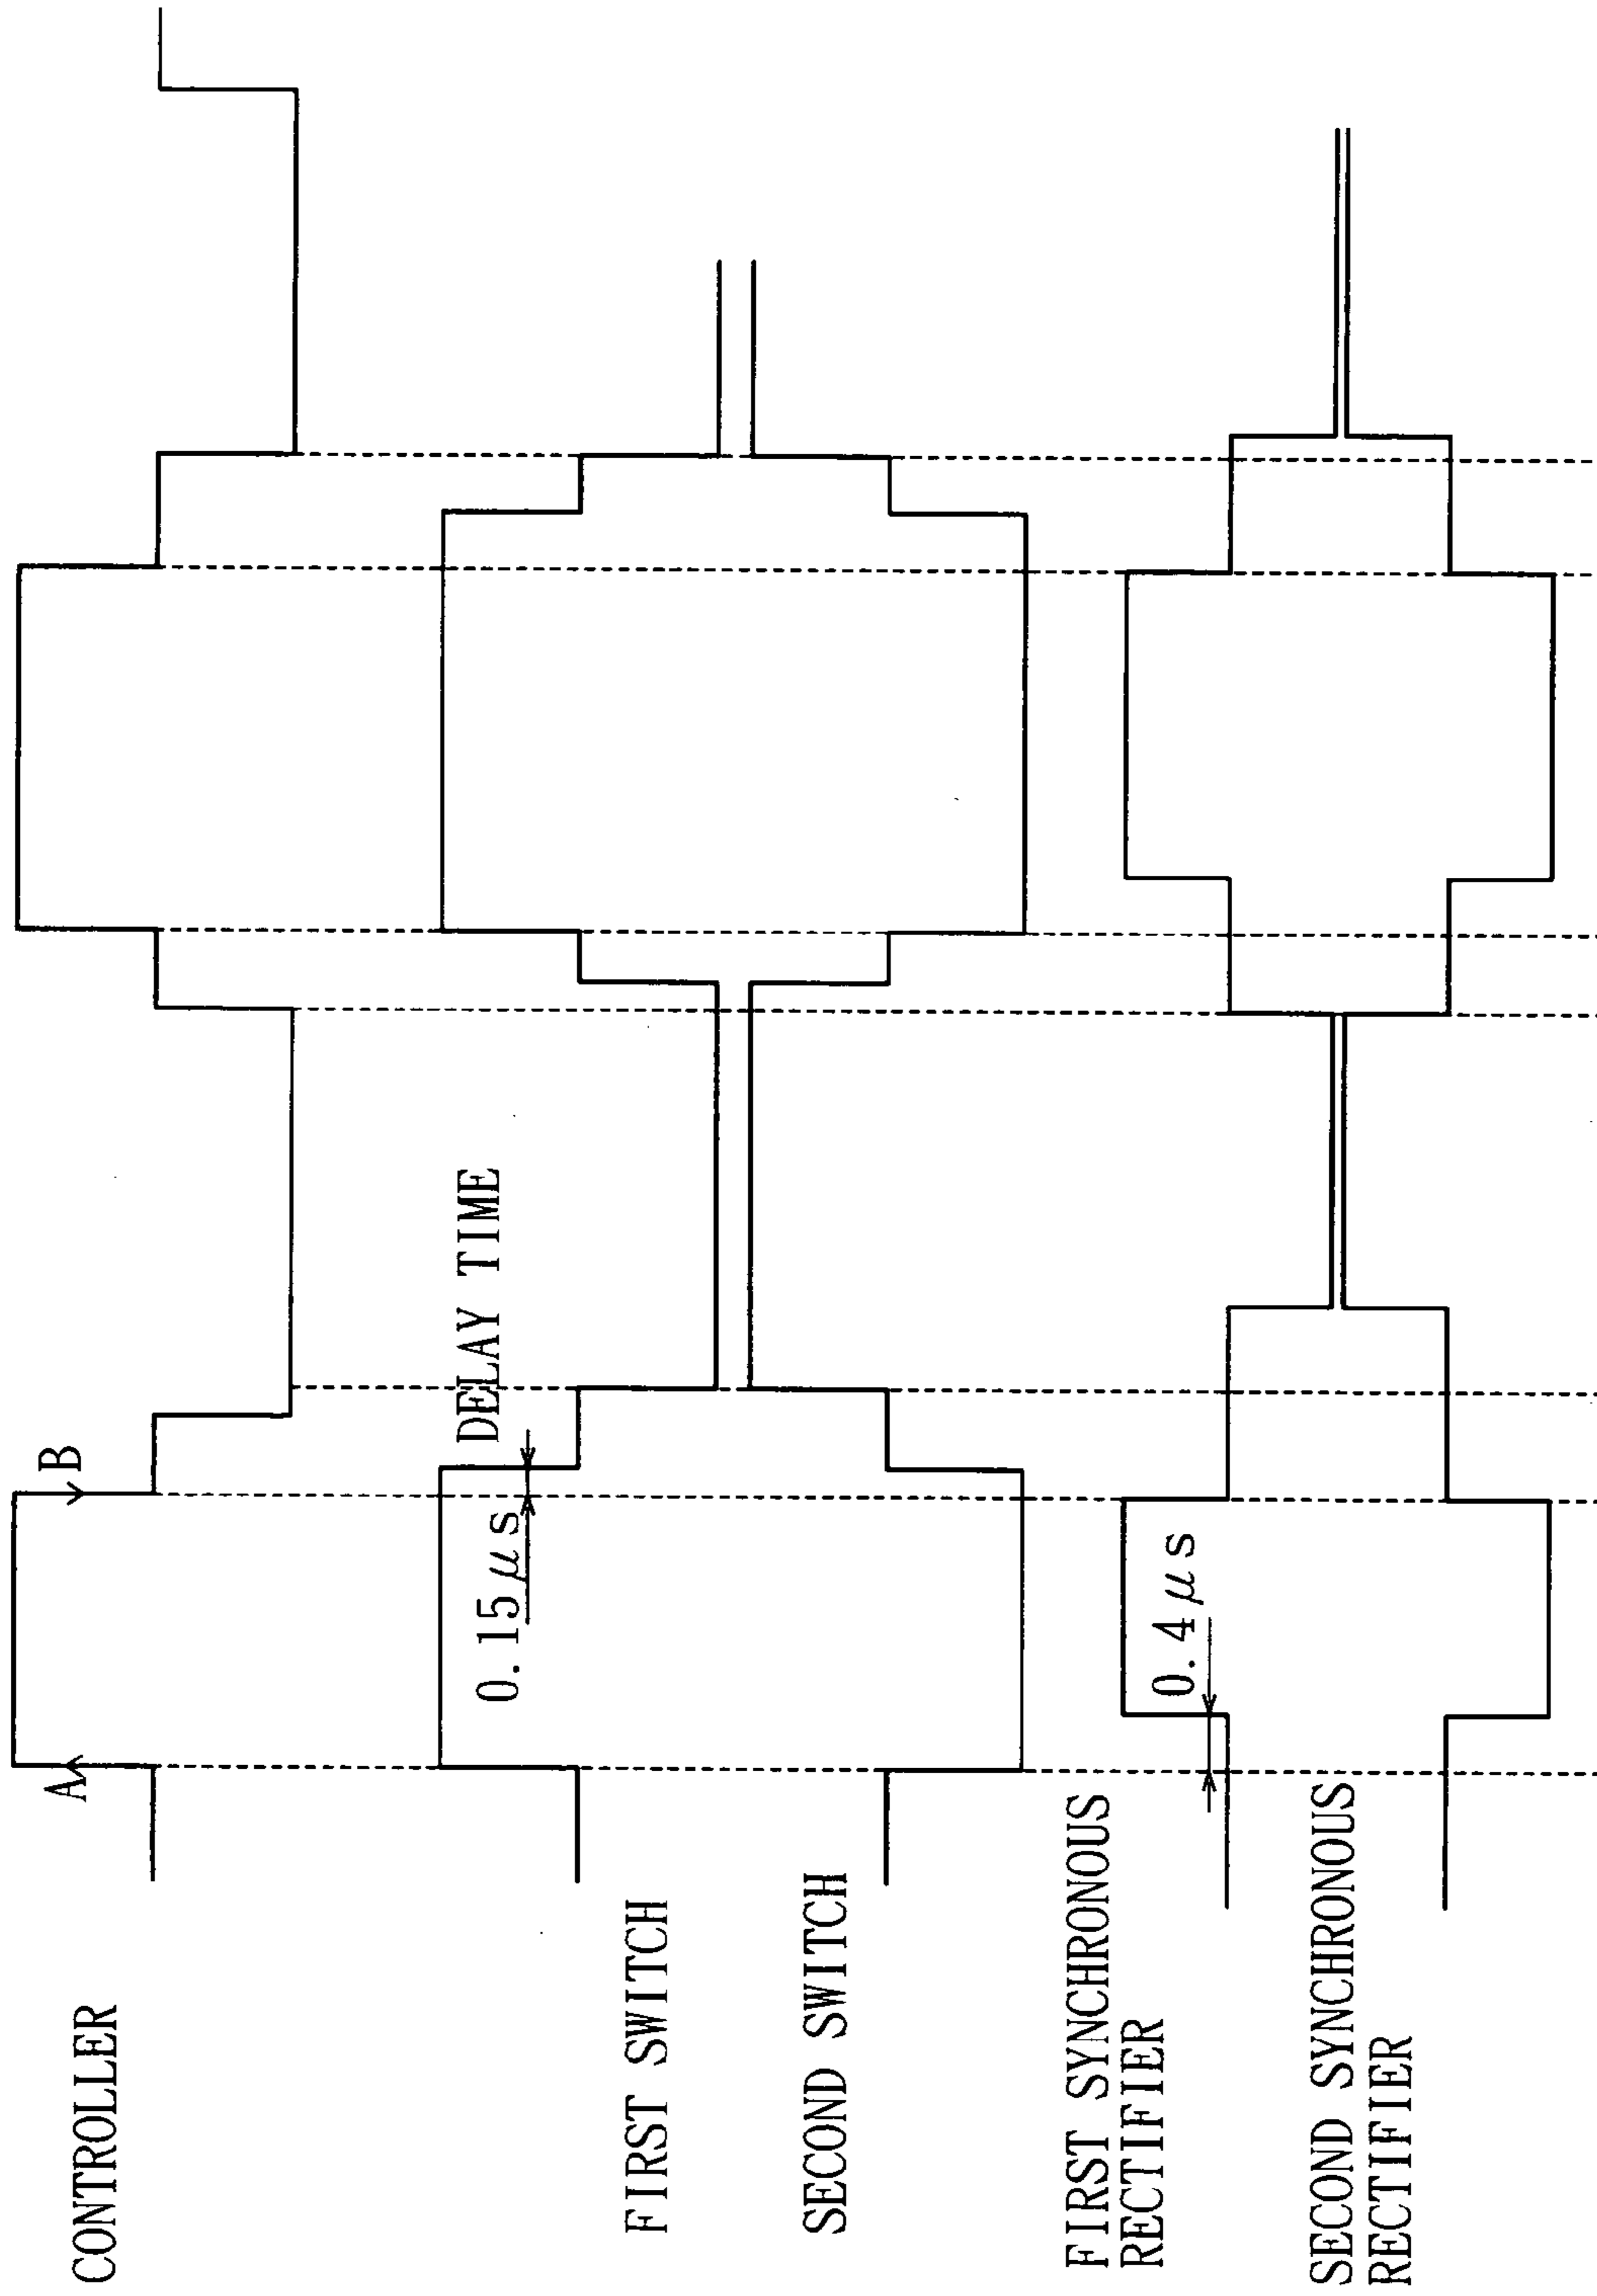 CONTROLLER
A
B
DELAY TIME
0.15μs
FIRST SWITCH
SECOND SWITCH
FIRST SYNCHRONOUS
RECTIFIER
0.4μs
SECOND SYNCHRONOUS
RECTIFIER